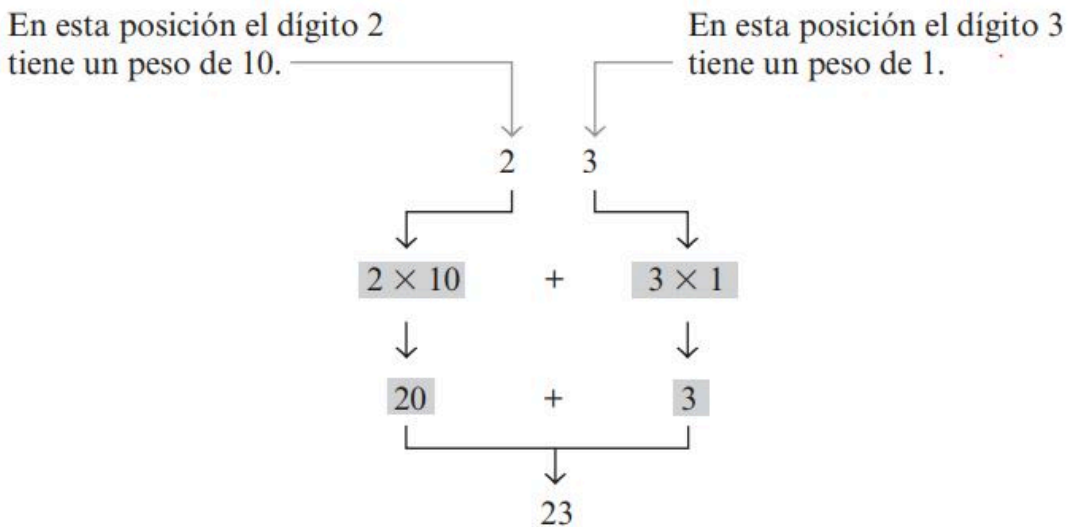 En esta posición el dígito 2
tiene un peso de 10.
En esta posición el dígito 3
tiene un peso de 1.
2 3
2 × 10 + 3 × 1
20 + 3
23